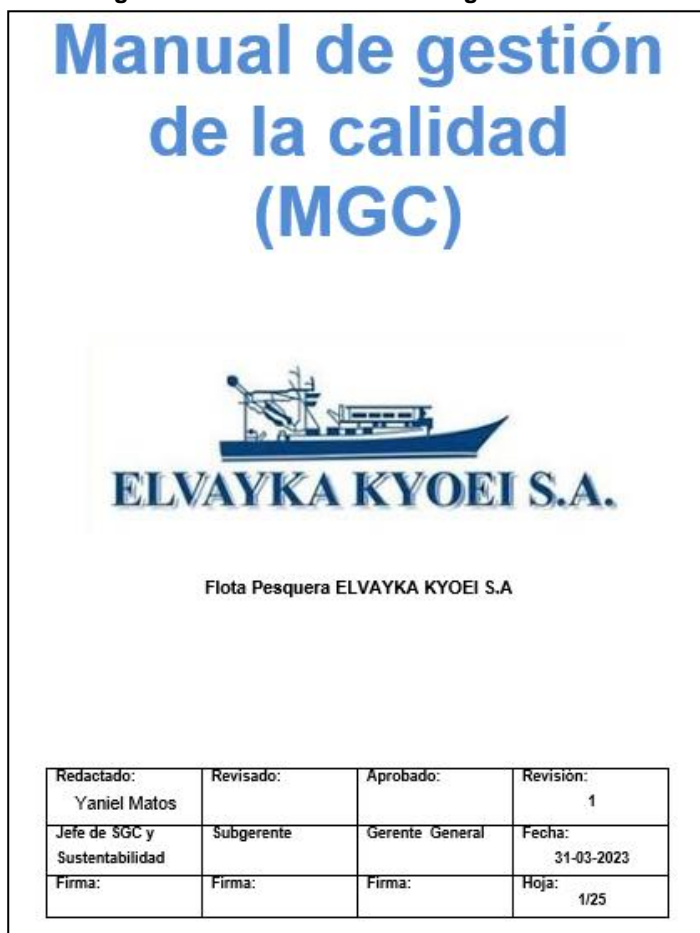 Manual de gestión
de la calidad
(MGC)
ELVAYKA KYOEI S.A.
Flota Pesquera ELVAYKA KYOEI S.A
Redactado: Revisado: Aprobado: Revisión:
Yaniel Matos 1
Jefe de SGC y Subgerente Gerente General Fecha:
Sustentabilidad 31-03-2023
Firma: Firma: Firma: Hoja:
1/25